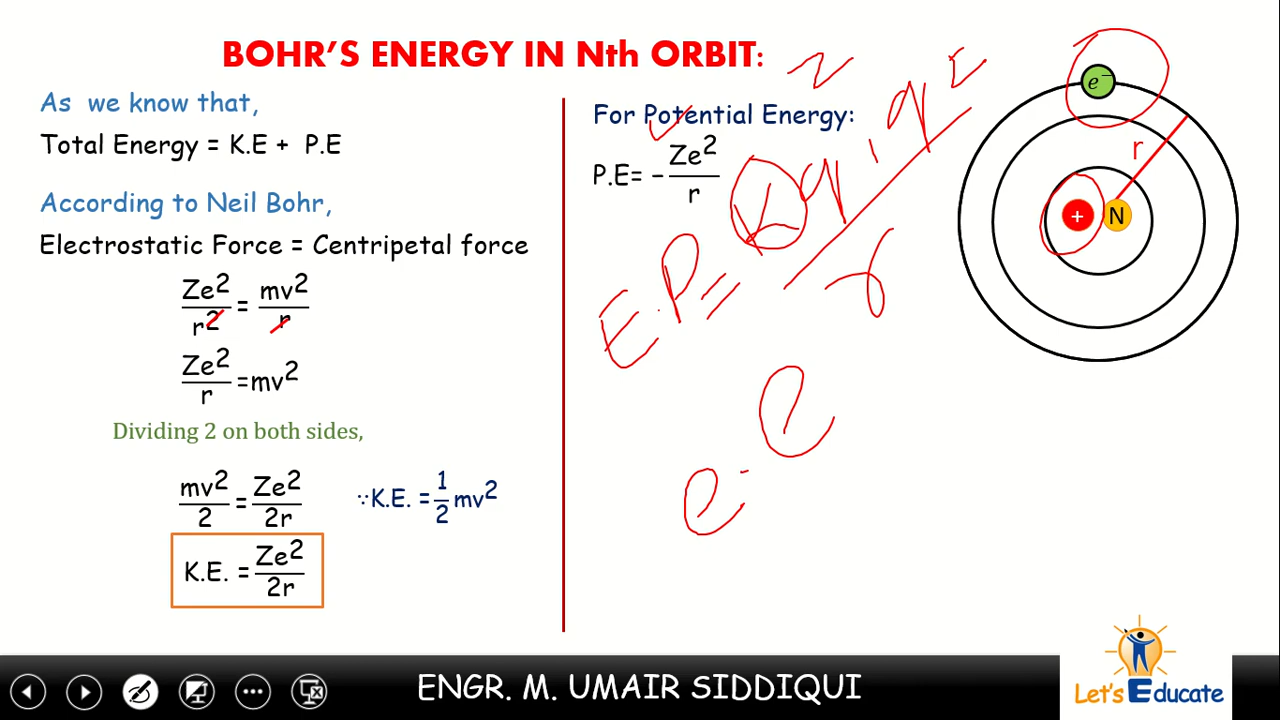 BOHR'S ENERGY IN Nth ORBIT:
As we know that,
Total Energy = K.E + P.E
According to Neil Bohr,
Electrostatic Force = Centripetal force
Ze²/r² = mv²/r
Ze²/r =mv²
Dividing 2 on both sides,
mv²/2 = Ze²/2r ∵K.E. = 1/2 mv²
K.E. = Ze²/2r
For Potential Energy:
P.E= - Ze²/r
E.P = K q . q / r
e . e
e⁻
r
+ N
ENGR. M. UMAIR SIDDIQUI
Let's Educate